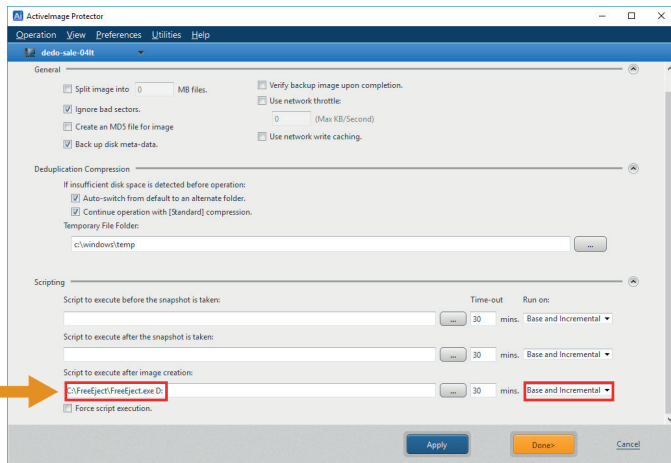 ActiveImage Protector
Operation View Preferences Utilities Help
dedo-sale-04lt
General
Split image into 0 MB files.
Ignore bad sectors.
Create an MD5 file for image
Back up disk meta-data.
Verify backup image upon completion.
Use network throttle:
0 (Max KB/Second)
Use network write caching.
Deduplication Compression
If insufficient disk space is detected before operation:
Auto-switch from default to an alternate folder.
Continue operation with [Standard] compression.
Temporary File Folder:
c:\windows\temp ...
Scripting
Script to execute before the snapshot is taken: Time-out Run on:
... 30 mins. Base and Incremental
Script to execute after the snapshot is taken:
... 30 mins. Base and Incremental
Script to execute after image creation:
C:\FreeEject\FreeEject.exe D: ... 30 mins. Base and Incremental
Force script execution.
Apply Done> Cancel